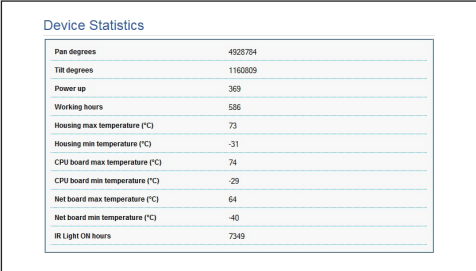 Device Statistics
Pan degrees 4928784
Tilt degrees 1160809
Power up 369
Working hours 586
Housing max temperature (°C) 73
Housing min temperature (°C) -31
CPU board max temperature (°C) 74
CPU board min temperature (°C) -29
Net board max temperature (°C) 64
Net board min temperature (°C) -40
IR Light ON hours 7349